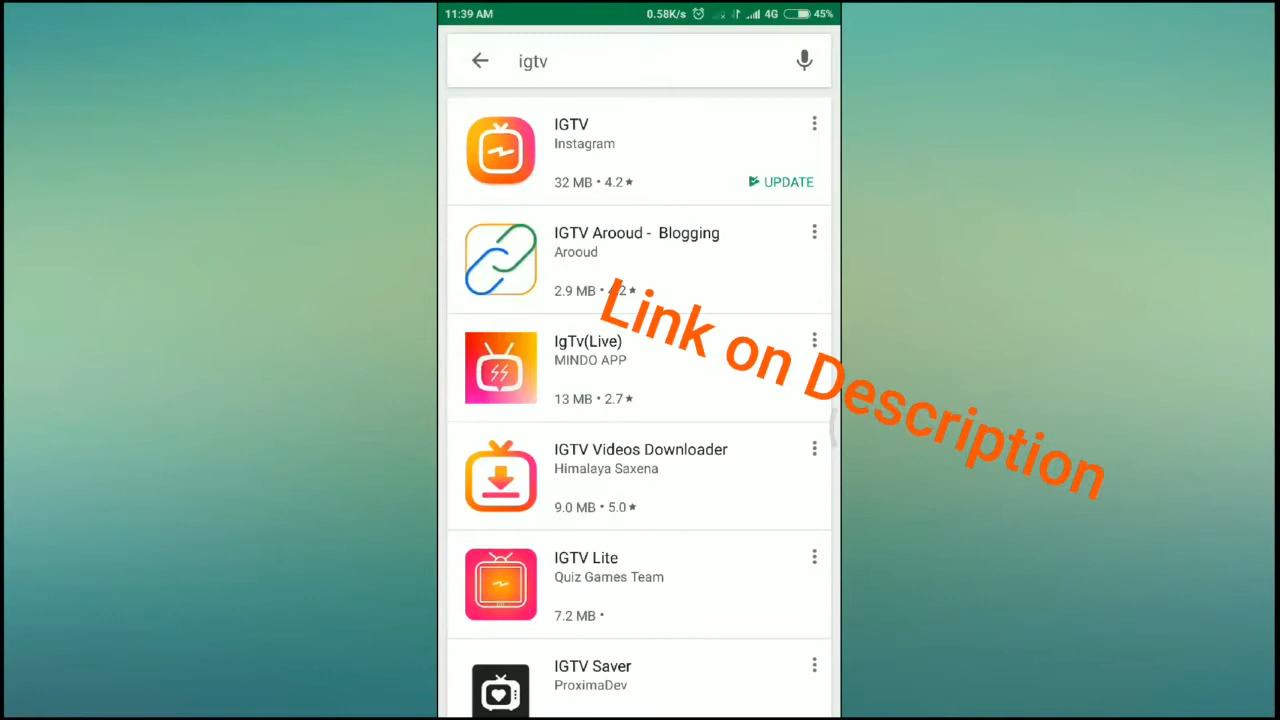 11:39 AM 0.58K/s 4G 45%
igtv
IGTV
Instagram
32 MB • 4.2★
UPDATE
IGTV Arooud - Blogging
Arooud
2.9 MB • 4.2★
Link on Description
IgTv(Live)
MINDO APP
13 MB • 2.7★
IGTV Videos Downloader
Himalaya Saxena
9.0 MB • 5.0★
IGTV Lite
Quiz Games Team
7.2 MB •
IGTV Saver
ProximaDev